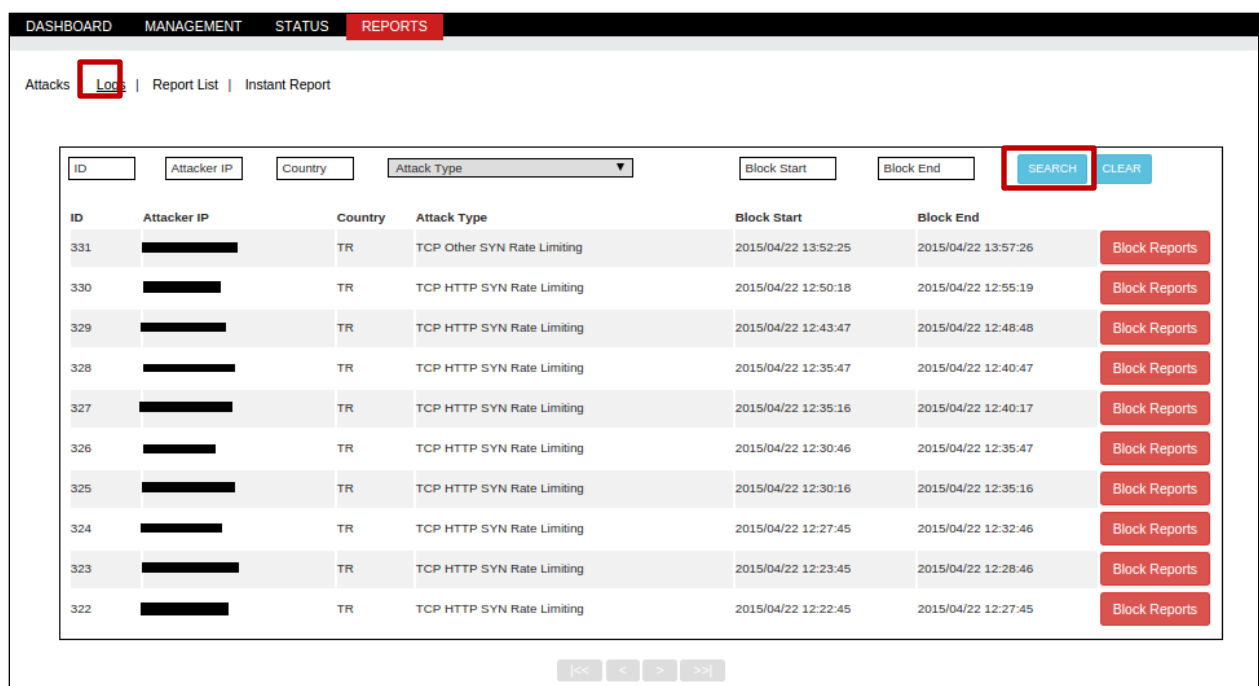 DASHBOARD MANAGEMENT STATUS REPORTS
Attacks Logs | Report List | Instant Report
ID Attacker IP Country Attack Type ▼ Block Start Block End SEARCH CLEAR
ID Attacker IP Country Attack Type Block Start Block End
331 TR TCP Other SYN Rate Limiting 2015/04/22 13:52:25 2015/04/22 13:57:26 Block Reports
330 TR TCP HTTP SYN Rate Limiting 2015/04/22 12:50:18 2015/04/22 12:55:19 Block Reports
329 TR TCP HTTP SYN Rate Limiting 2015/04/22 12:43:47 2015/04/22 12:48:48 Block Reports
328 TR TCP HTTP SYN Rate Limiting 2015/04/22 12:35:47 2015/04/22 12:40:47 Block Reports
327 TR TCP HTTP SYN Rate Limiting 2015/04/22 12:35:16 2015/04/22 12:40:17 Block Reports
326 TR TCP HTTP SYN Rate Limiting 2015/04/22 12:30:46 2015/04/22 12:35:47 Block Reports
325 TR TCP HTTP SYN Rate Limiting 2015/04/22 12:30:16 2015/04/22 12:35:16 Block Reports
324 TR TCP HTTP SYN Rate Limiting 2015/04/22 12:27:45 2015/04/22 12:32:46 Block Reports
323 TR TCP HTTP SYN Rate Limiting 2015/04/22 12:23:45 2015/04/22 12:28:46 Block Reports
322 TR TCP HTTP SYN Rate Limiting 2015/04/22 12:22:45 2015/04/22 12:27:45 Block Reports
|<< < > >>|